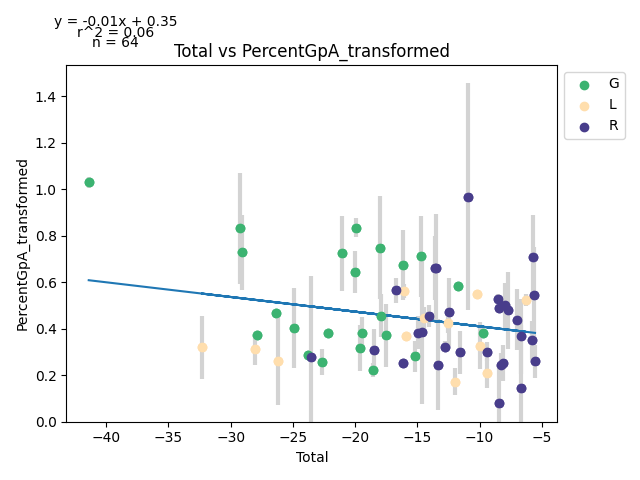 y = -0.01x + 0.35
r^2 = 0.06
n = 64
Total vs PercentGpA_transformed
G
L
R
PercentGpA_transformed
1.4
1.2
1.0
0.8
0.6
0.4
0.2
0.0
−40 −35 −30 −25 −20 −15 −10 −5
Total